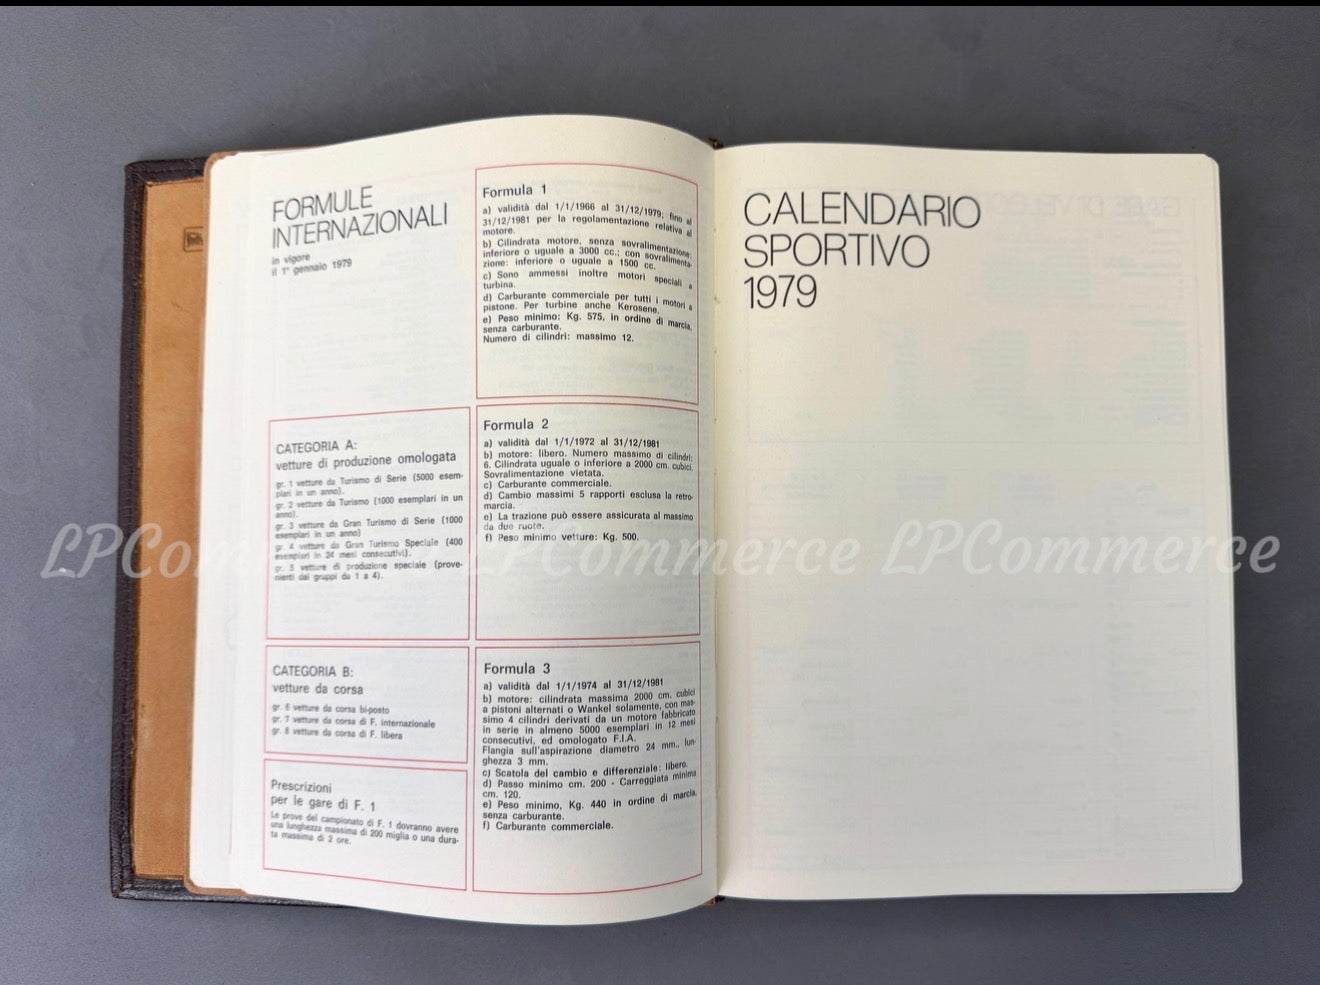 FORMULE
INTERNAZIONALI
in vigore
il 1° gennaio 1979
CATEGORIA A:
vetture di produzione omologata
gr. 1 vetture da Turismo di Serie (5000 esem-
plari in un anno).
gr. 2 vetture da Turismo (1000 esemplari in un
anno).
gr. 3 vetture da Gran Turismo di Serie (1000
esemplari in un anno)
gr. 4 vetture da Gran Turismo Speciale (400
esemplari in 24 mesi consecutivi).
gr. 5 vetture di produzione speciale (prove-
nienti dai gruppi da 1 a 4).
CATEGORIA B:
vetture da corsa
gr. 6 vetture da corsa bi-posto
gr. 7 vetture da corsa di F. internazionale
gr. 8 vetture da corsa di F. libera
Prescrizioni
per le gare di F. 1
Le prove del campionato di F. 1 dovranno avere
una lunghezza massima di 200 miglia o una dura-
ta massima di 2 ore.
Formula 1
a) validità dal 1/1/1966 al 31/12/1979; fino al
31/12/1981 per la regolamentazione relativa al
motore.
b) Cilindrata motore, senza sovralimentazione:
inferiore o uguale a 3000 cc.; con sovralimenta-
zione: inferiore o uguale a 1500 cc.
c) Sono ammessi inoltre motori speciali a
turbina.
d) Carburante commerciale per tutti i motori a
pistone. Per turbine anche Kerosene.
e) Peso minimo: Kg. 575, in ordine di marcia,
senza carburante.
Numero di cilindri: massimo 12.
Formula 2
a) validità dal 1/1/1972 al 31/12/1981
b) motore: libero. Numero massimo di cilindri:
6. Cilindrata uguale o inferiore a 2000 cm. cubici.
Sovralimentazione vietata.
c) Carburante commerciale.
d) Cambio massimi 5 rapporti esclusa la retro-
marcia.
e) La trazione può essere assicurata al massimo
da due ruote.
f) Peso minimo vetture: Kg. 500.
Formula 3
a) validità dal 1/1/1974 al 31/12/1981
b) motore: cilindrata massima 2000 cm. cubici
a pistoni alternati o Wankel solamente, con mas-
simo 4 cilindri derivati da un motore fabbricato
in serie in almeno 5000 esemplari in 12 mesi
consecutivi, ed omologato F.I.A.
Flangia sull'aspirazione diametro 24 mm., lun-
ghezza 3 mm.
c) Scatola del cambio e differenziale: libero.
d) Passo minimo cm. 200 - Carreggiata minima
cm. 120.
e) Peso minimo, Kg. 440 in ordine di marcia,
senza carburante.
f) Carburante commerciale.
CALENDARIO
SPORTIVO
1979
LPCommerce LPCommerce LPCommerce